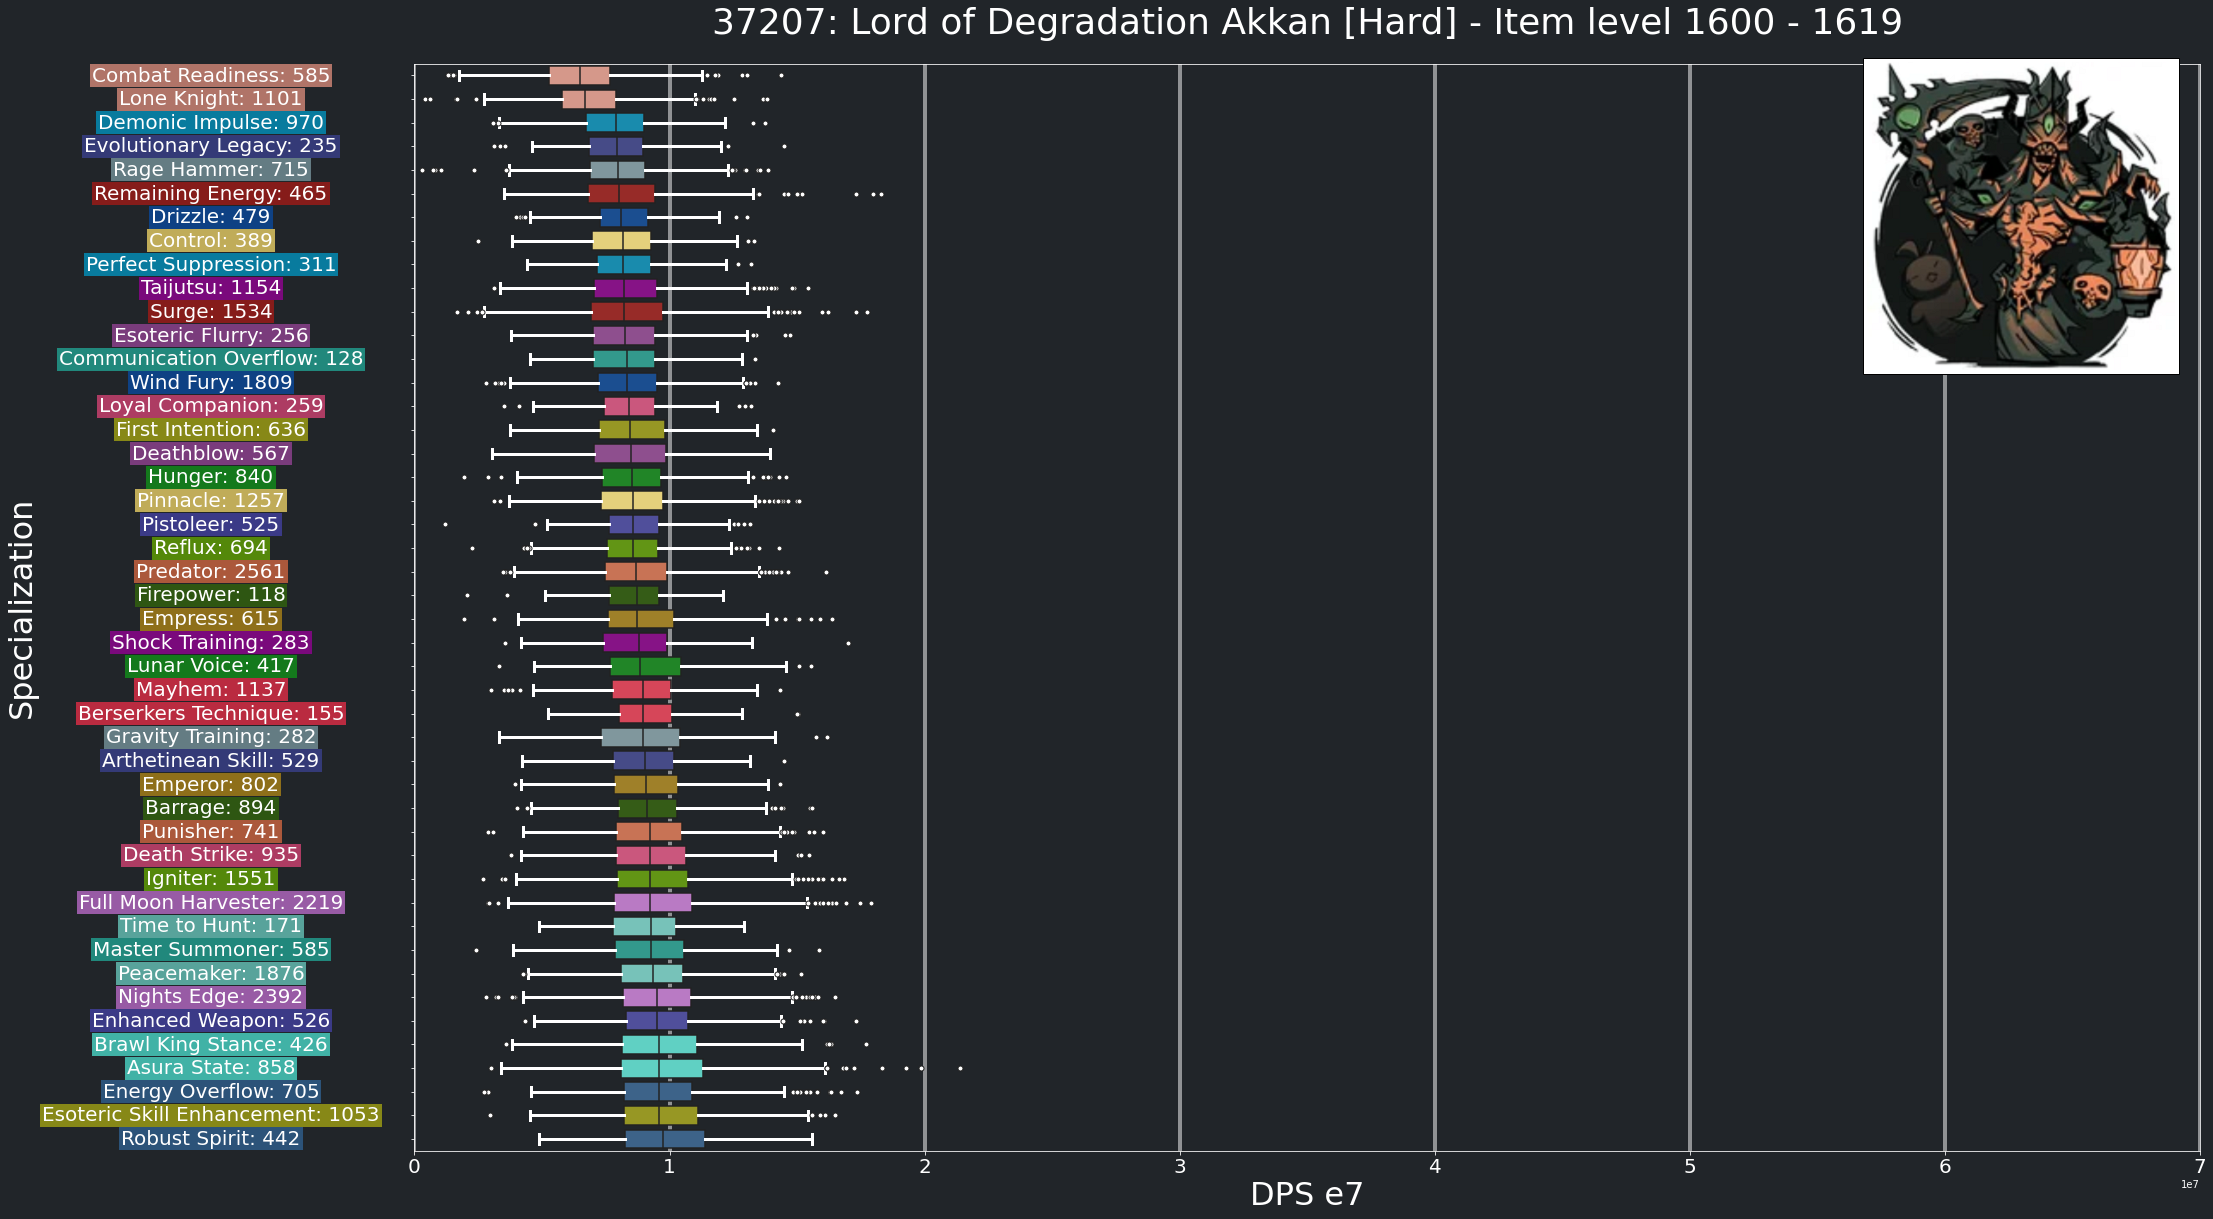 37207: Lord of Degradation Akkan [Hard] - Item level 1600 - 1619
Combat Readiness: 585
Lone Knight: 1101
Demonic Impulse: 970
Evolutionary Legacy: 235
Rage Hammer: 715
Remaining Energy: 465
Drizzle: 479
Control: 389
Perfect Suppression: 311
Taijutsu: 1154
Surge: 1534
Esoteric Flurry: 256
Communication Overflow: 128
Wind Fury: 1809
Loyal Companion: 259
First Intention: 636
Deathblow: 567
Hunger: 840
Pinnacle: 1257
Pistoleer: 525
Reflux: 694
Predator: 2561
Firepower: 118
Empress: 615
Shock Training: 283
Lunar Voice: 417
Mayhem: 1137
Berserkers Technique: 155
Gravity Training: 282
Arthetinean Skill: 529
Emperor: 802
Barrage: 894
Punisher: 741
Death Strike: 935
Igniter: 1551
Full Moon Harvester: 2219
Time to Hunt: 171
Master Summoner: 585
Peacemaker: 1876
Nights Edge: 2392
Enhanced Weapon: 526
Brawl King Stance: 426
Asura State: 858
Energy Overflow: 705
Esoteric Skill Enhancement: 1053
Robust Spirit: 442
Specialization
0 1 2 3 4 5 6 7
1e7
DPS e7